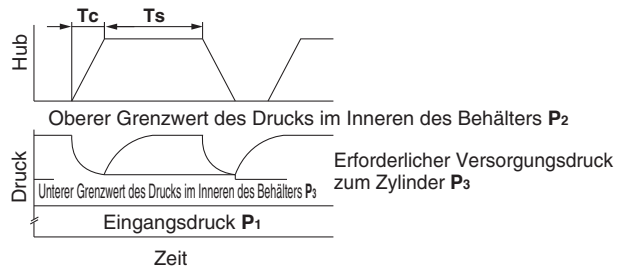 Tc Ts
Hub
Oberer Grenzwert des Drucks im Inneren des Behälters P2
Druck
Erforderlicher Versorgungsdruck
zum Zylinder P3
Unterer Grenzwert des Drucks im Inneren des Behälters P3
Eingangsdruck P1
Zeit